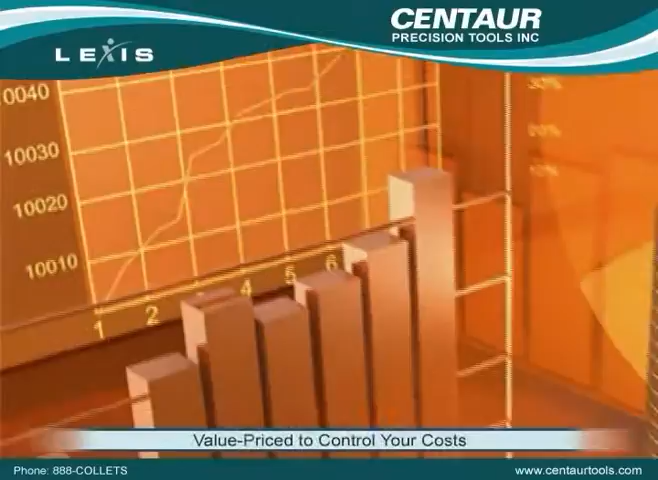 LEXIS
CENTAUR
PRECISION TOOLS INC
10040
10030
10020
10010
1 2 4 5 6
Value-Priced to Control Your Costs
Phone: 888-COLLETS
www.centaurtools.com